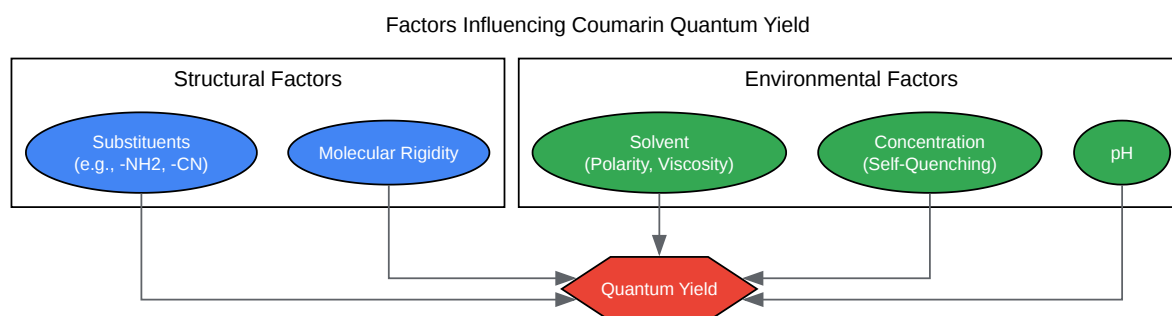 Factors Influencing Coumarin Quantum Yield
Structural Factors
Environmental Factors
Substituents
(e.g., -NH2, -CN)
Molecular Rigidity
Solvent
(Polarity, Viscosity)
Concentration
(Self-Quenching)
pH
Quantum Yield